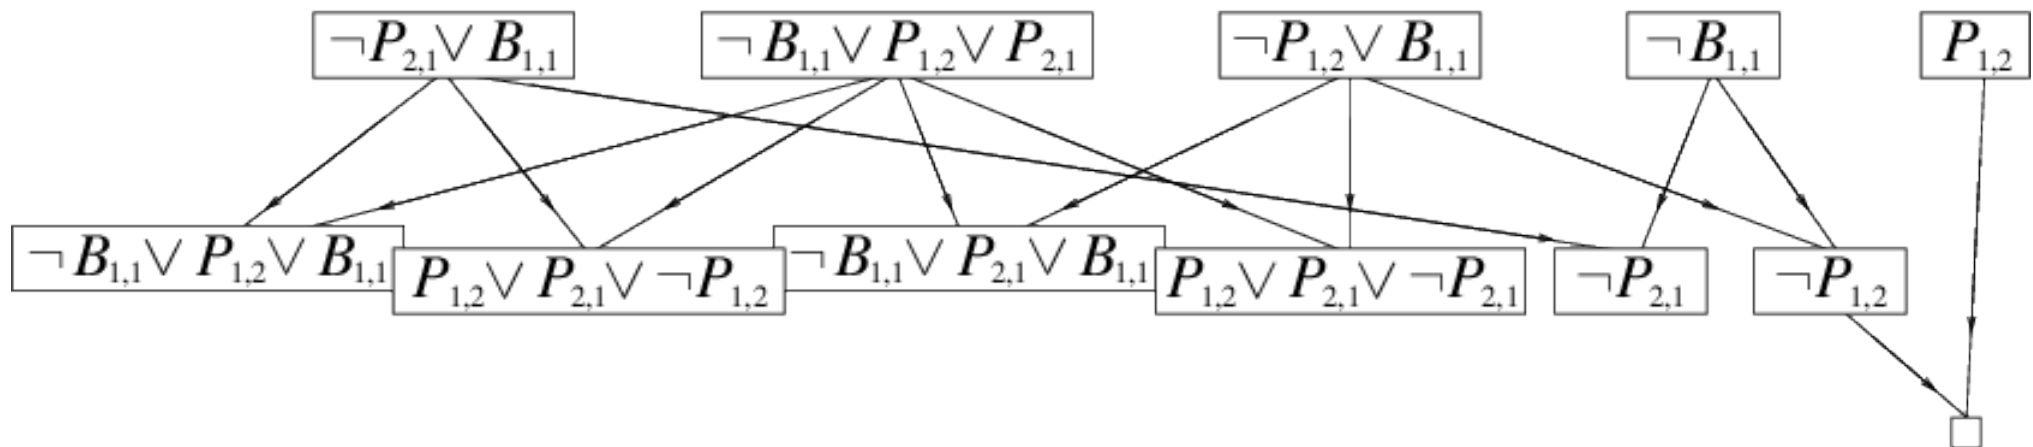 ¬P₂,₁ ∨ B₁,₁ ¬B₁,₁ ∨ P₁,₂ ∨ P₂,₁ ¬P₁,₂ ∨ B₁,₁ ¬B₁,₁ P₁,₂
¬B₁,₁ ∨ P₁,₂ ∨ B₁,₁ P₁,₂ ∨ P₂,₁ ∨ ¬P₁,₂ ¬B₁,₁ ∨ P₂,₁ ∨ B₁,₁ P₁,₂ ∨ P₂,₁ ∨ ¬P₂,₁ ¬P₂,₁ ¬P₁,₂